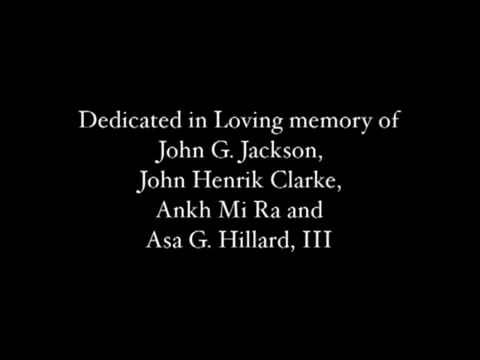 Dedicated in Loving memory of
John G. Jackson,
John Henrik Clarke,
Ankh Mi Ra and
Asa G. Hillard, III